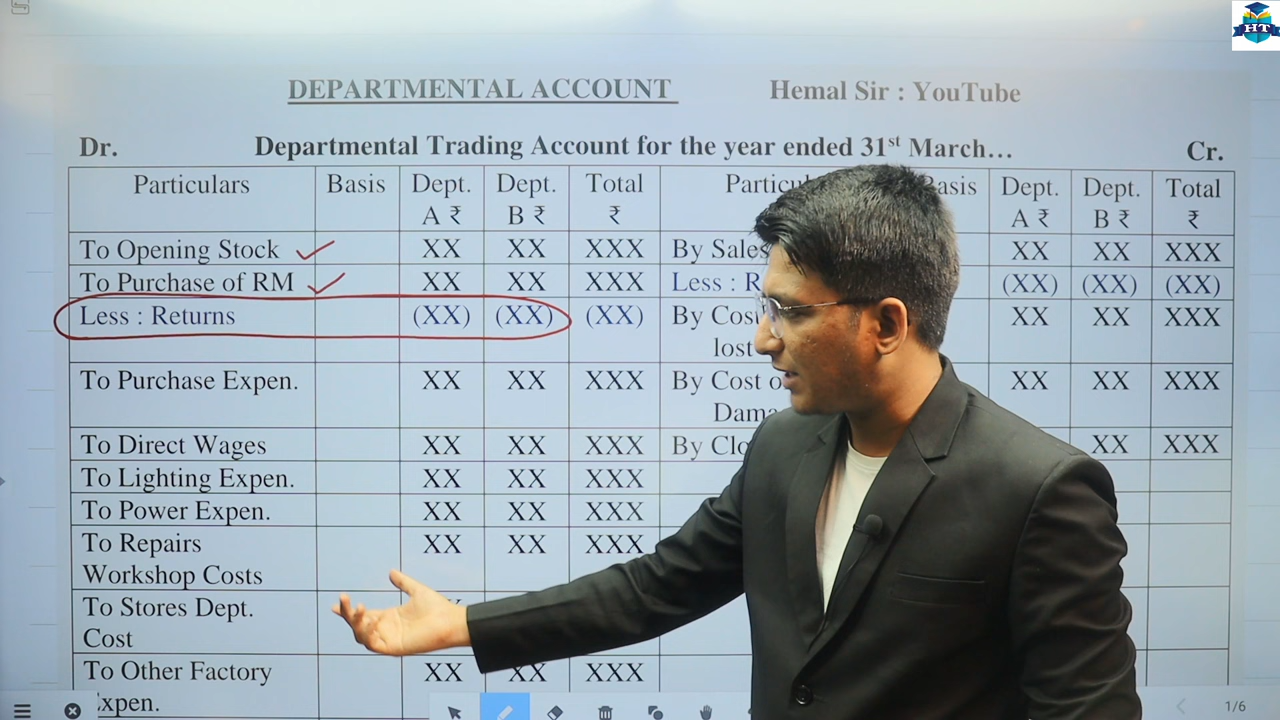 HT
DEPARTMENTAL ACCOUNT Hemal Sir : YouTube
Dr. Departmental Trading Account for the year ended 31st March... Cr.
Particulars Basis Dept. Dept. Total Basis Dept. Dept. Total
A ₹ B ₹ ₹ A ₹ B ₹ ₹
To Opening Stock XX XX XXX By Sales XX XX XXX
To Purchase of RM XX XX XXX Less : (XX) (XX) (XX)
Less : Returns (XX) (XX) (XX) By XX XX XXX
lost
To Purchase Expen. XX XX XXX By Cost XX XX XXX
To Direct Wages XX XX XXX By XX XXX
To Lighting Expen. XX XX XXX
To Power Expen. XX XX XXX
To Repairs XX XX XXX
Workshop Costs
To Stores Dept.
Cost
To Other Factory XX XX XXX
1/6